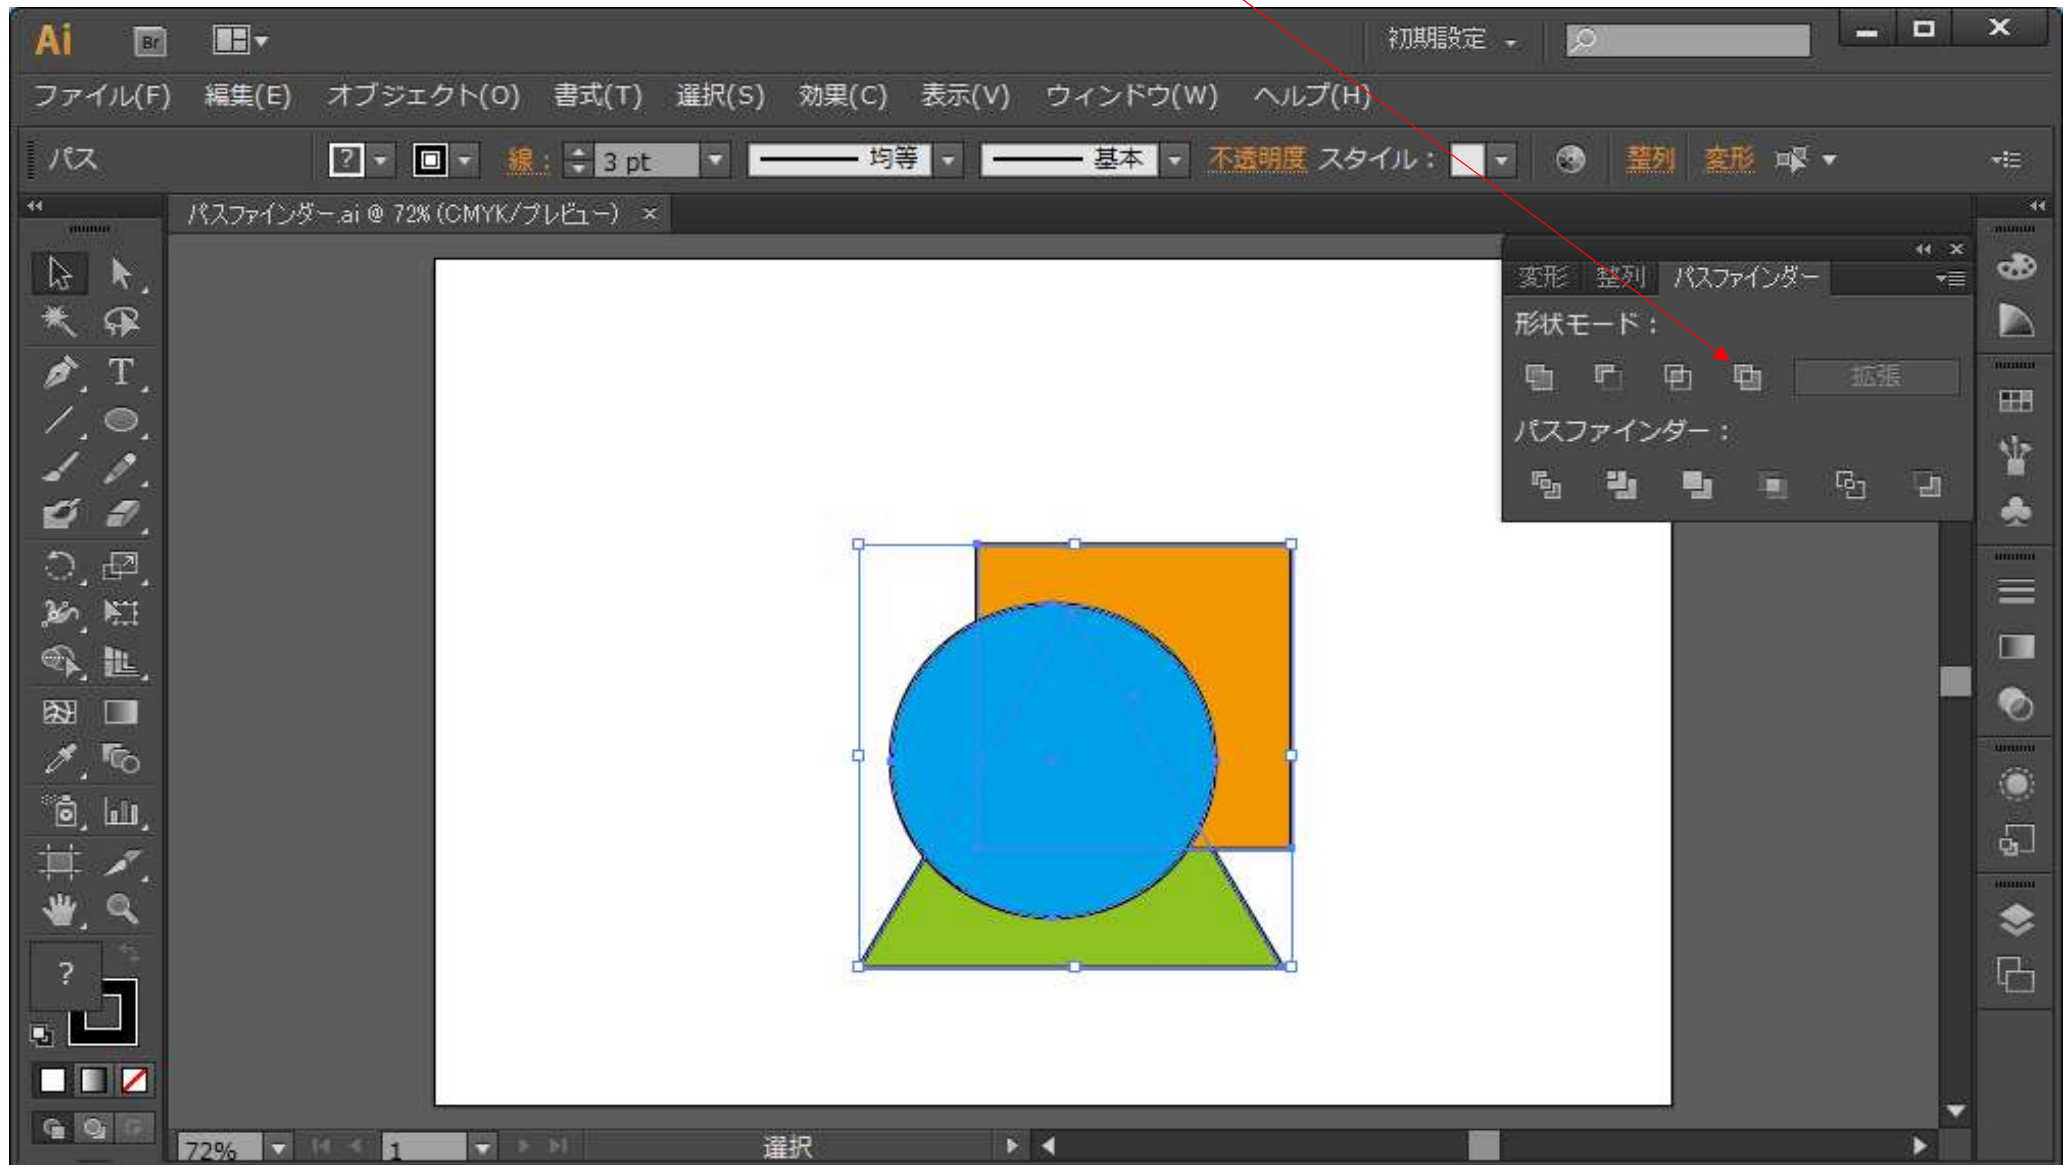 Ai Br 初期設定
ファイル(F) 編集(E) オブジェクト(O) 書式(T) 選択(S) 効果(C) 表示(V) ウィンドウ(W) ヘルプ(H)
パス ? 線: 3 pt 均等 基本 不透明度 スタイル: 整列 変形
パスファインダー.ai @ 72% (CMYK/プレビュー) ×
変形 整列 パスファインダー
形状モード:
拡張
パスファインダー:
T
?
72% 1 選択